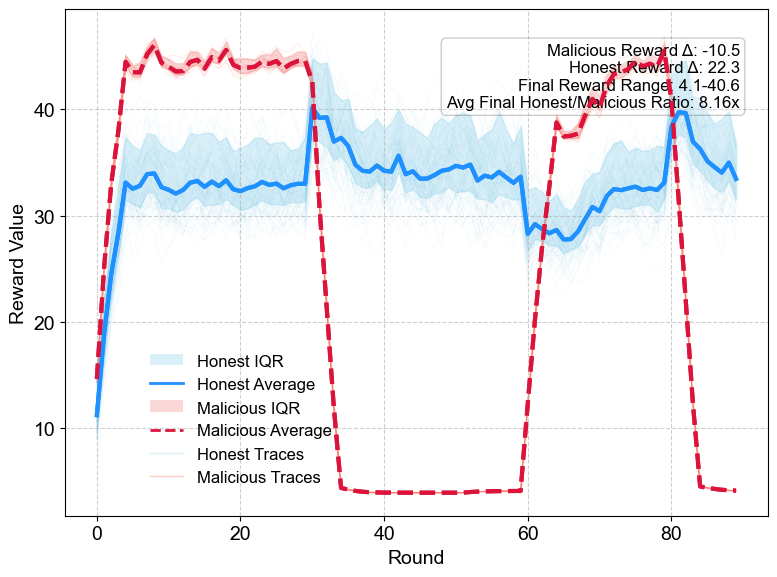 Malicious Reward Δ: -10.5
Honest Reward Δ: 22.3
Final Reward Range: 4.1-40.6
Avg Final Honest/Malicious Ratio: 8.16x
40
30
20
10
Reward Value
Honest IQR
Honest Average
Malicious IQR
Malicious Average
Honest Traces
Malicious Traces
0
20
40
60
80
Round